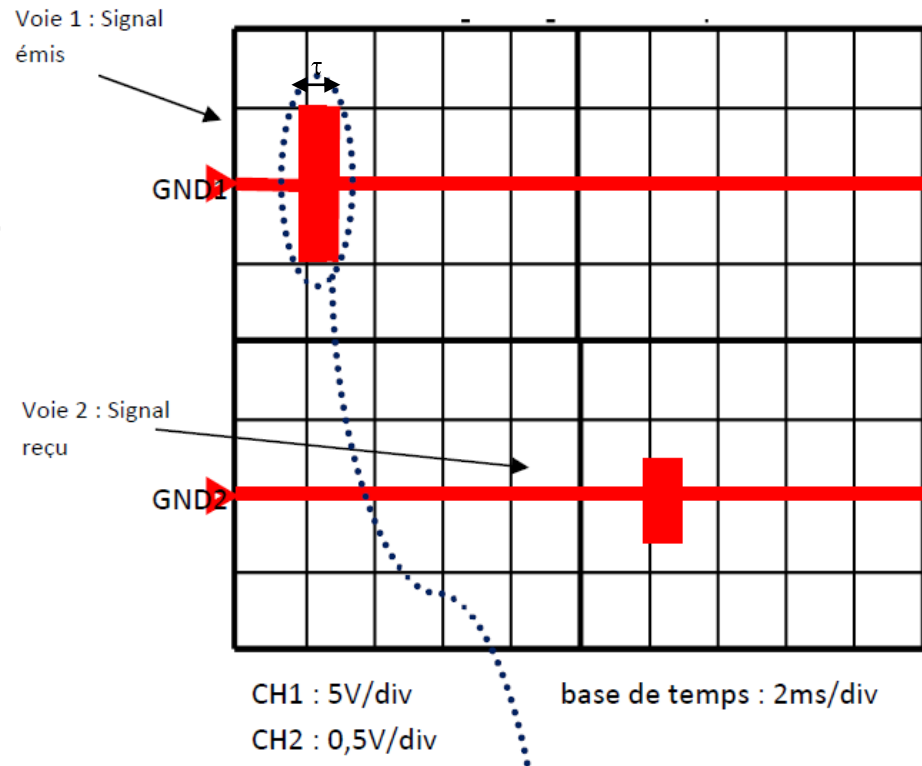 Voie 1 : Signal
émis
τ
GND1
Voie 2 : Signal
reçu
GND2
CH1 : 5V/div
base de temps : 2ms/div
CH2 : 0,5V/div